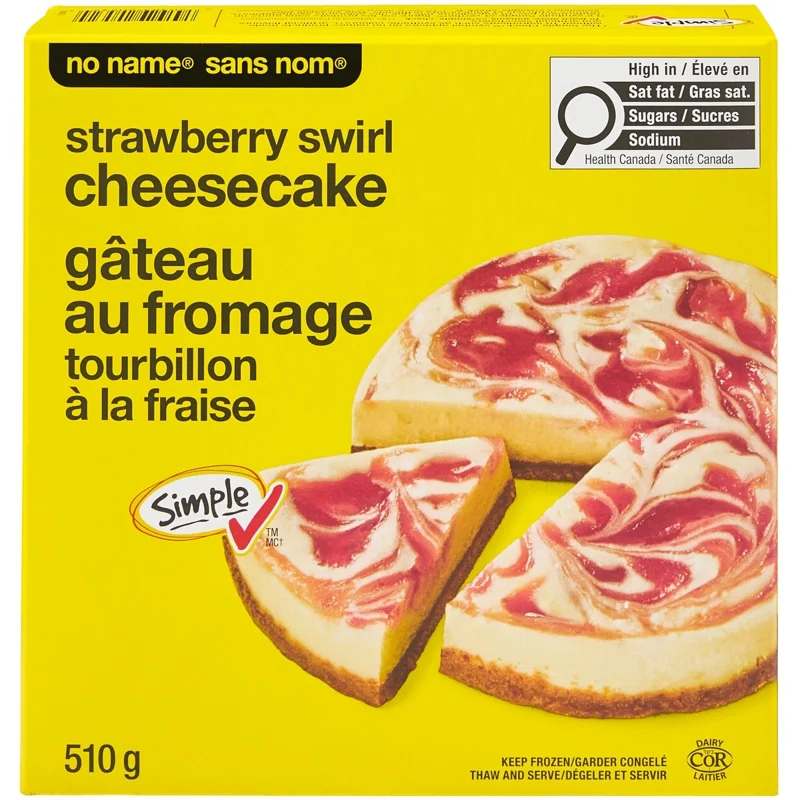 Simple
no name® sans nom®
High in / Élevé en
Sat fat / Gras sat.
Sugars / Sucres
Sodium
Health Canada / Santé Canada
strawberry swirl
cheesecake
gâteau
au fromage
tourbillon
à la fraise
Simple
TM
MC†
510 g
KEEP FROZEN/GARDER CONGELÉ
THAW AND SERVE/DÉGELER ET SERVIR
DAIRY
COR
LAITIER